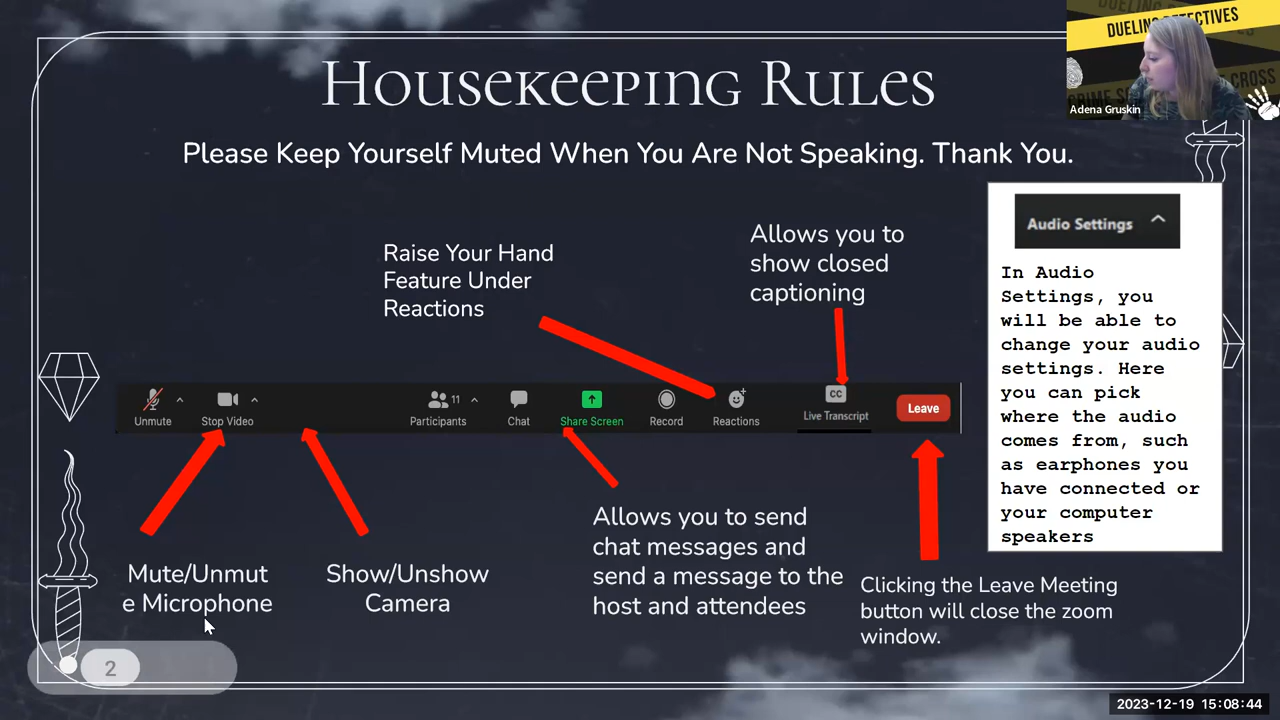 DUELING DETECTIVES
CROSS
Adena Gruskin
Housekeeping Rules
Please Keep Yourself Muted When You Are Not Speaking. Thank You.
Raise Your Hand
Feature Under
Reactions
Allows you to
show closed
captioning
Audio Settings
In Audio
Settings, you
will be able to
change your audio
settings. Here
you can pick
where the audio
comes from, such
as earphones you
have connected or
your computer
speakers
Unmute
Stop Video
11
Participants
Chat
Share Screen
Record
Reactions
CC
Live Transcript
Leave
Mute/Unmut
e Microphone
Show/Unshow
Camera
Allows you to send
chat messages and
send a message to the
host and attendees
Clicking the Leave Meeting
button will close the zoom
window.
2
2023-12-19 15:08:44